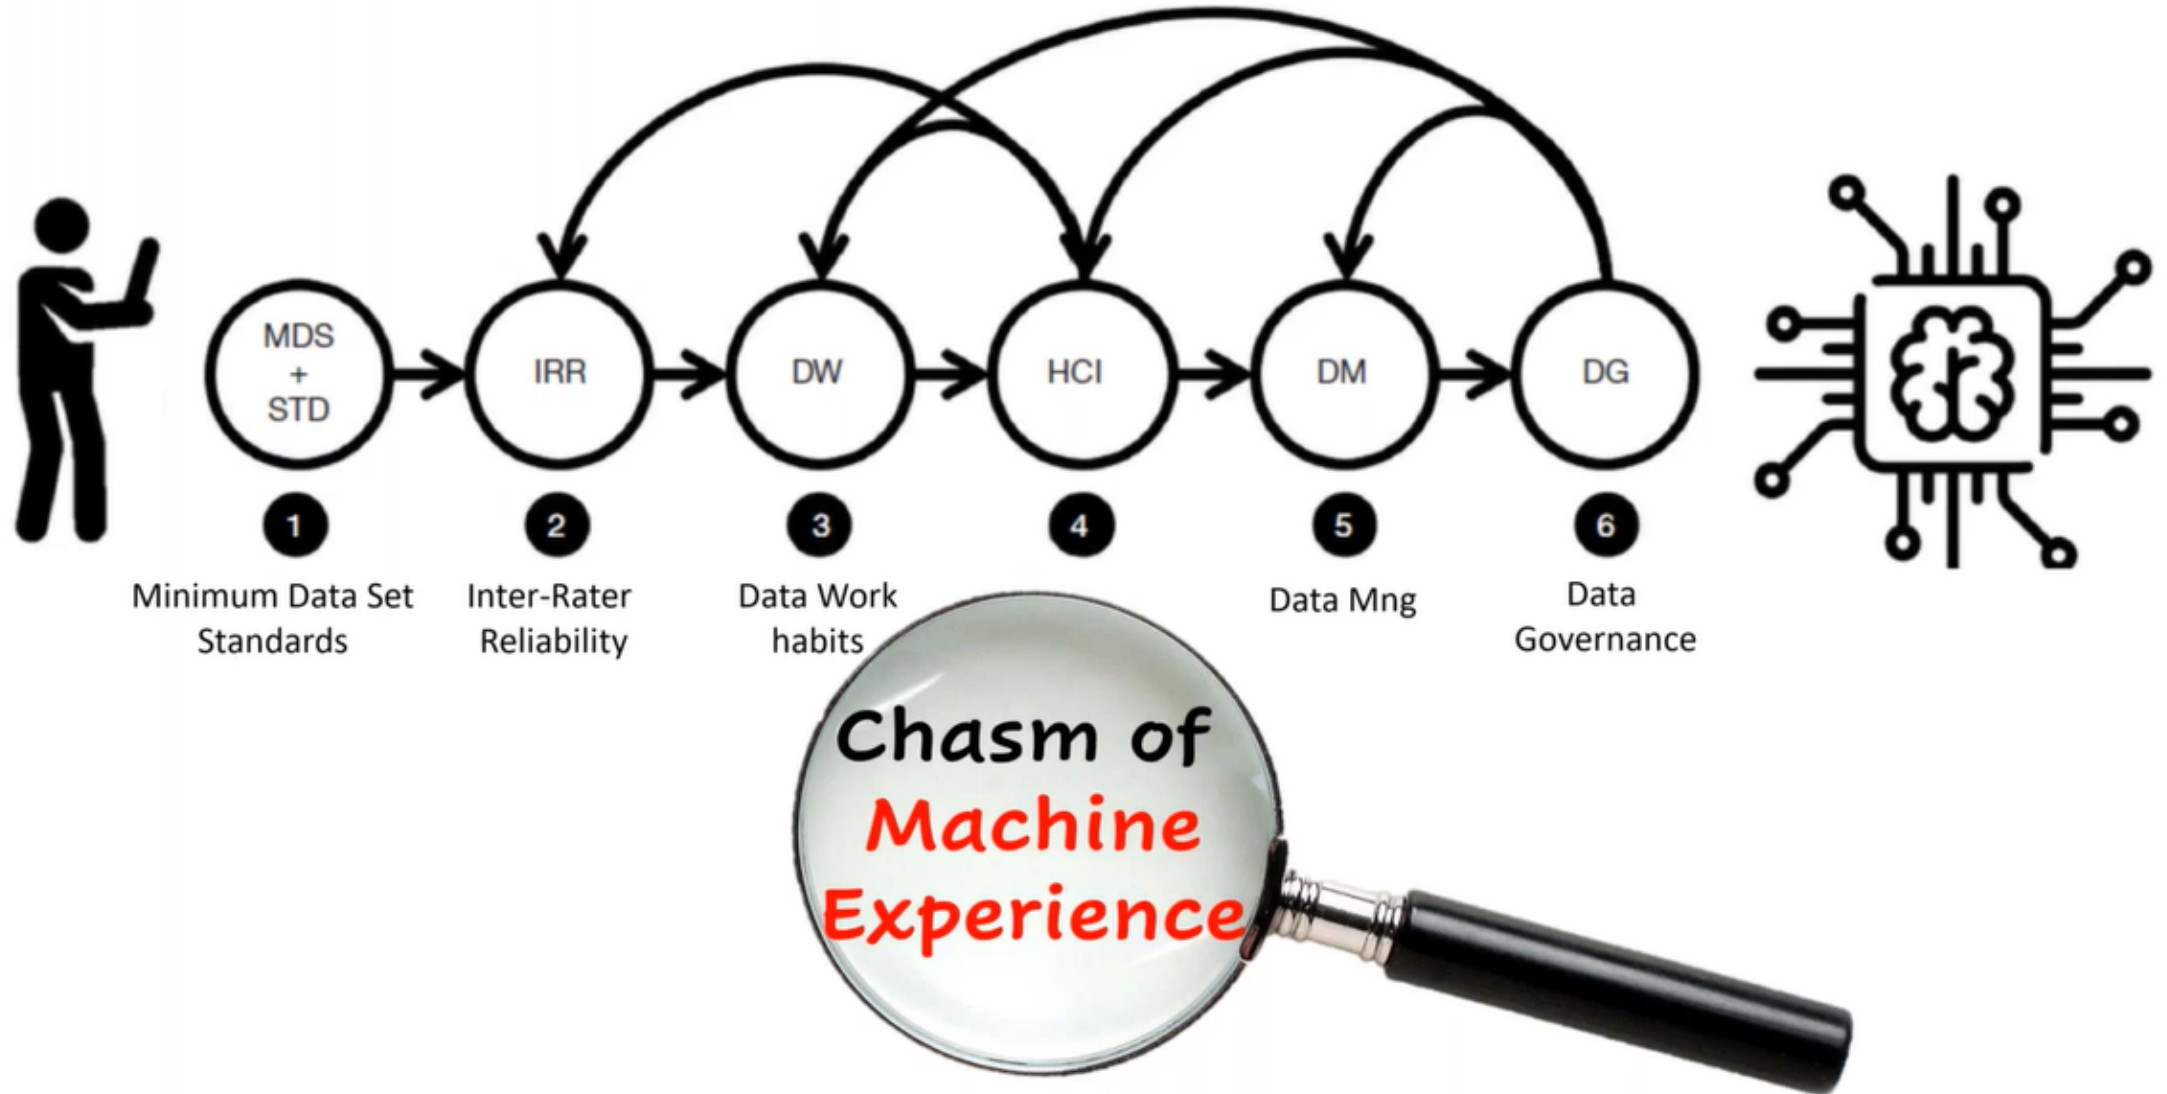 MDS
+
STD
IRR
DW
HCI
DM
DG
1
2
3
4
5
6
Minimum Data Set
Standards
Inter-Rater
Reliability
Data Work
habits
Data Mng
Data
Governance
Chasm of
Machine
Experience